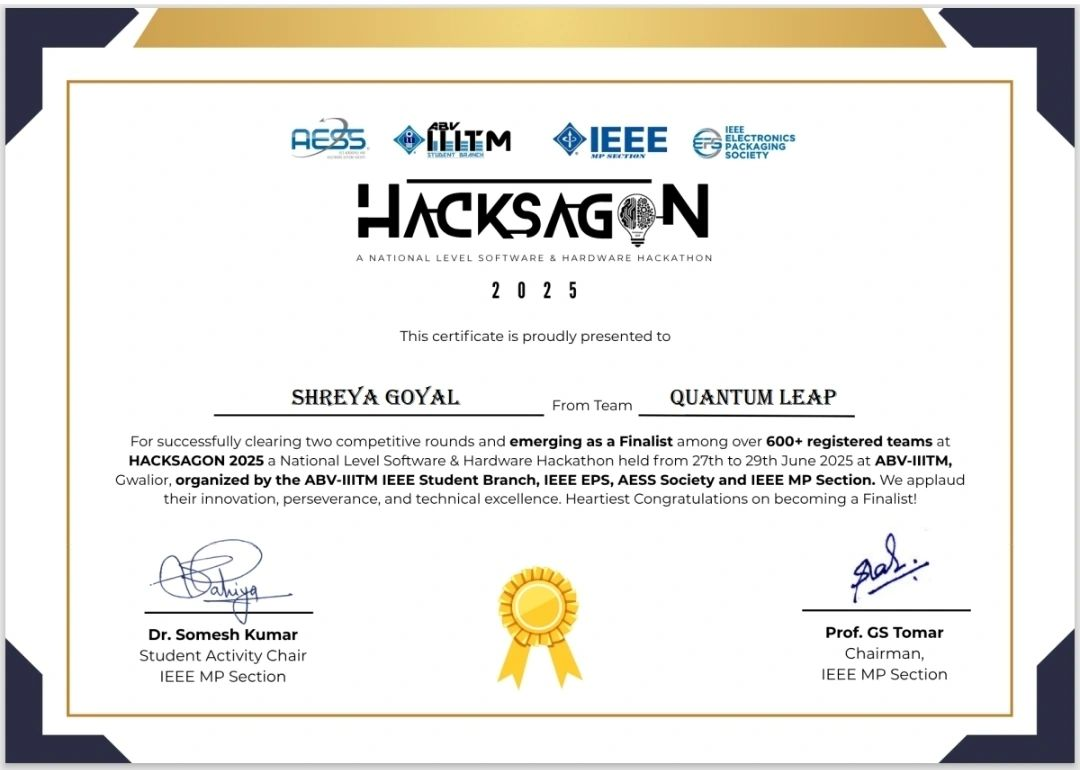 AESS
ABV
IIITM
STUDENT BRANCH
IEEE
MP SECTION
EPS
IEEE
ELECTRONICS
PACKAGING
SOCIETY
HACKSAGON
A NATIONAL LEVEL SOFTWARE & HARDWARE HACKATHON
2025
This certificate is proudly presented to
SHREYA GOYAL From Team QUANTUM LEAP
For successfully clearing two competitive rounds and emerging as a Finalist among over 600+ registered teams at
HACKSAGON 2025 a National Level Software & Hardware Hackathon held from 27th to 29th June 2025 at ABV-IIITM,
Gwalior, organized by the ABV-IIITM IEEE Student Branch, IEEE EPS, AESS Society and IEEE MP Section. We applaud
their innovation, perseverance, and technical excellence. Heartiest Congratulations on becoming a Finalist!
Dr. Somesh Kumar
Student Activity Chair
IEEE MP Section
Prof. GS Tomar
Chairman,
IEEE MP Section